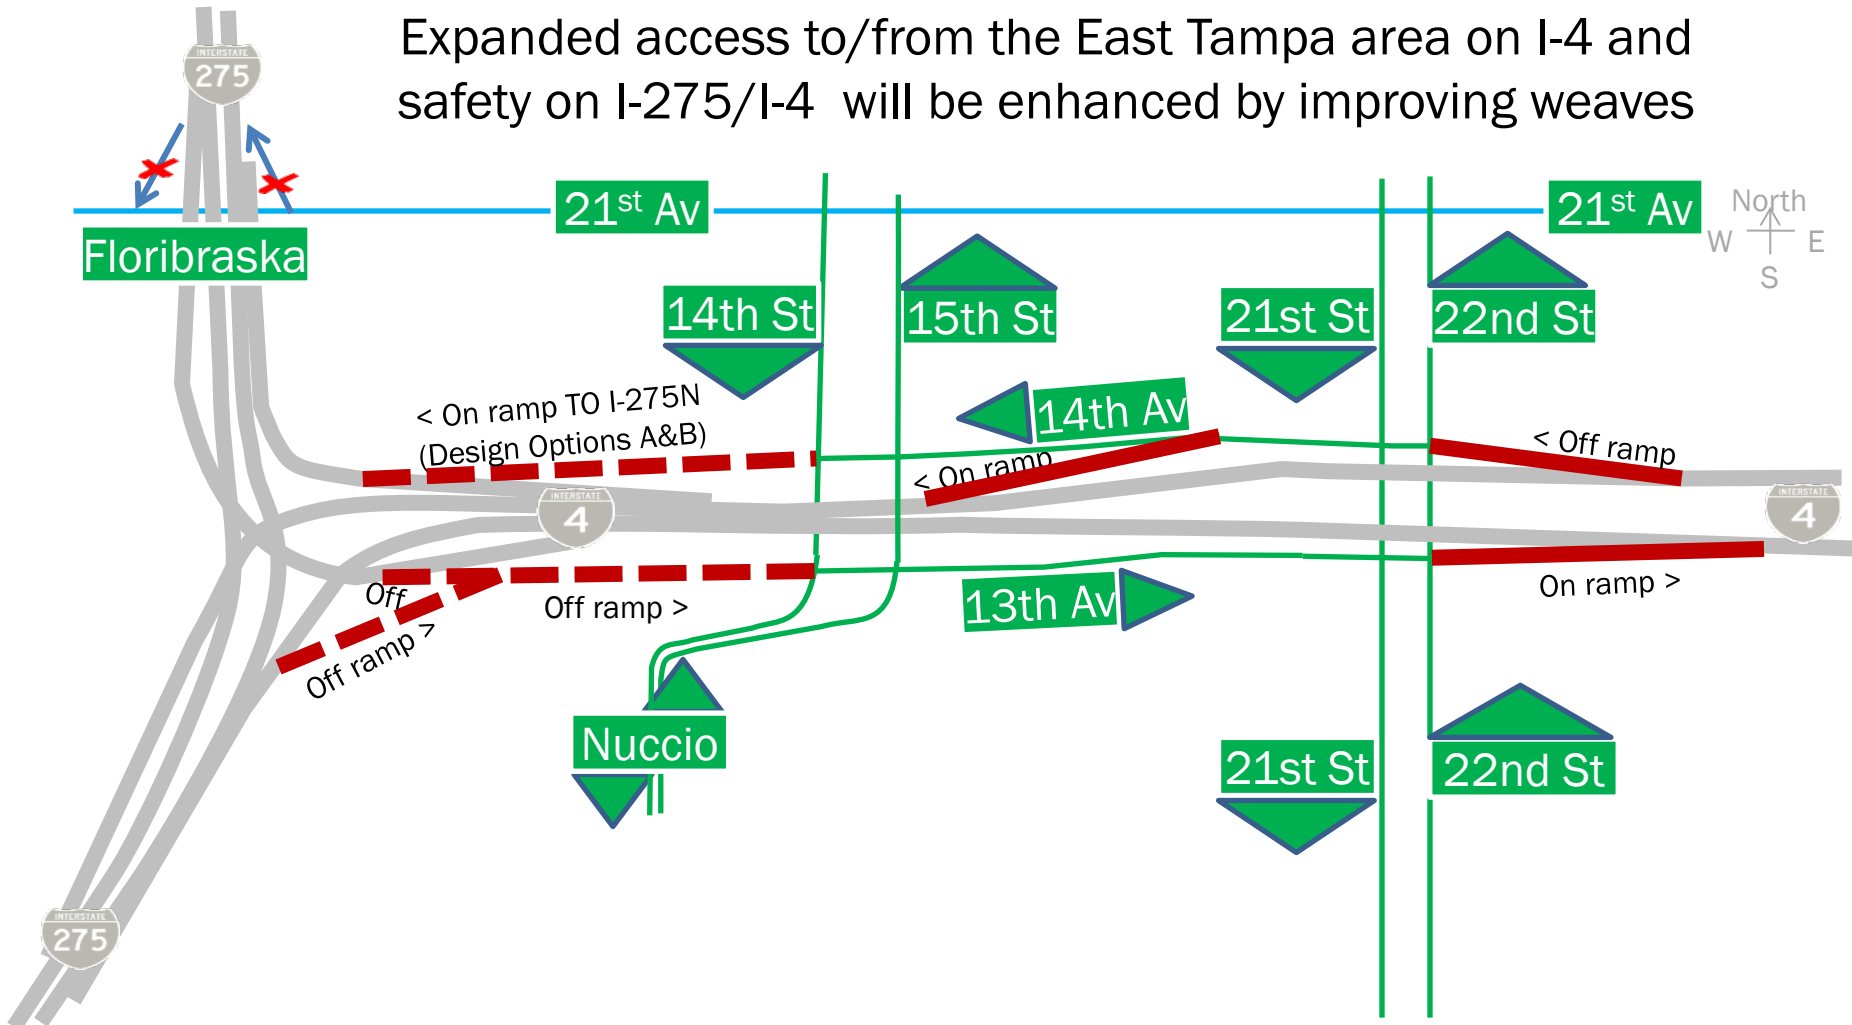 Expanded access to/from the East Tampa area on I-4 and
safety on I-275/I-4 will be enhanced by improving weaves
INTERSTATE
275
21st Av
21st Av
North
W E
S
Floribraska
14th St
15th St
21st St
22nd St
< On ramp TO I-275N
(Design Options A&B)
14th Av
< On ramp
< Off ramp
INTERSTATE
4
INTERSTATE
4
Off
Off ramp >
Off ramp >
13th Av
On ramp >
Nuccio
21st St
22nd St
INTERSTATE
275